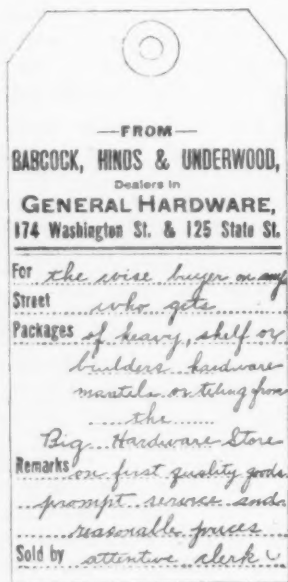 —FROM—
BABCOCK, HINDS & UNDERWOOD,
Dealers in
GENERAL HARDWARE,
174 Washington St. & 125 State St.
For the wise buyer on any
Street who gets
Packages of heavy, shelf or
builders hardware
mantels or tiling from
the
Big Hardware Store
Remarks on first quality goods
prompt service and
reasonable prices
Sold by attentive clerks